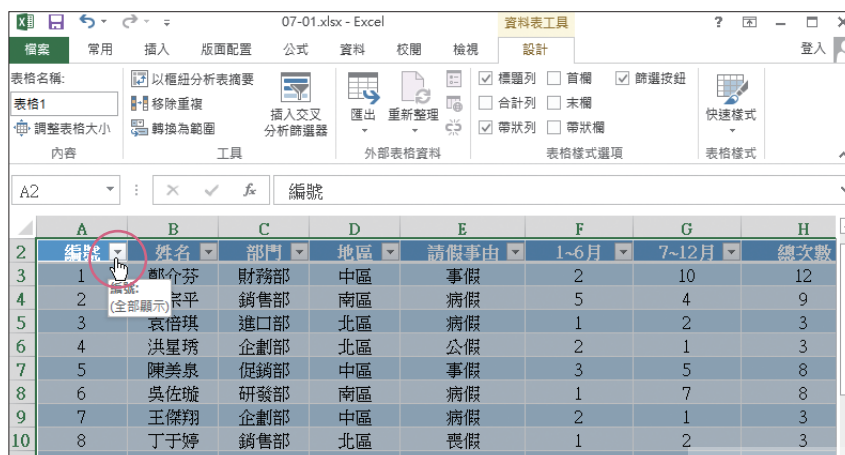 07-01.xlsx - Excel 資料表工具 ?
檔案 常用 插入 版面配置 公式 資料 校閱 檢視 設計 登入
表格名稱: 以樞紐分析表摘要 標題列 首欄 篩選按鈕
表格1 移除重複 插入交叉分析篩選器 匯出 重新整理 合計列 末欄 快速樣式
調整表格大小 轉換為範圍 帶狀列 帶狀欄
內容 工具 外部表格資料 表格樣式選項 表格樣式
A2 fx 編號
A B C D E F G H
2 編號 姓名 部門 地區 請假事由 1~6月 7~12月 總次數
3 1 鄭介芬 財務部 中區 事假 2 10 12
編號:
(全部顯示)
4 2 宗平 銷售部 南區 病假 5 4 9
5 3 袁倍琪 進口部 北區 病假 1 2 3
6 4 洪星琇 企劃部 北區 公假 2 1 3
7 5 陳美泉 促銷部 中區 事假 3 5 8
8 6 吳佐璇 研發部 南區 病假 1 7 8
9 7 王傑翔 企劃部 中區 病假 2 1 3
10 8 丁于婷 銷售部 北區 喪假 1 2 3